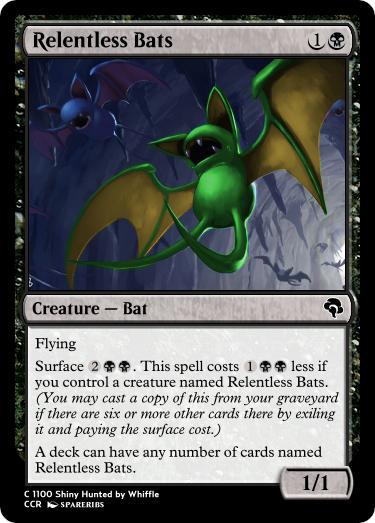 Relentless Bats 1
Creature — Bat
Flying
Surface 2. This spell costs 1 less if
you control a creature named Relentless Bats.
(You may cast a copy of this from your graveyard
if there are six or more other cards there by exiling
it and paying the surface cost.)
A deck can have any number of cards named
Relentless Bats.
1/1
C 1100 Shiny Hunted by Whiffle
CCR SPARERIBS